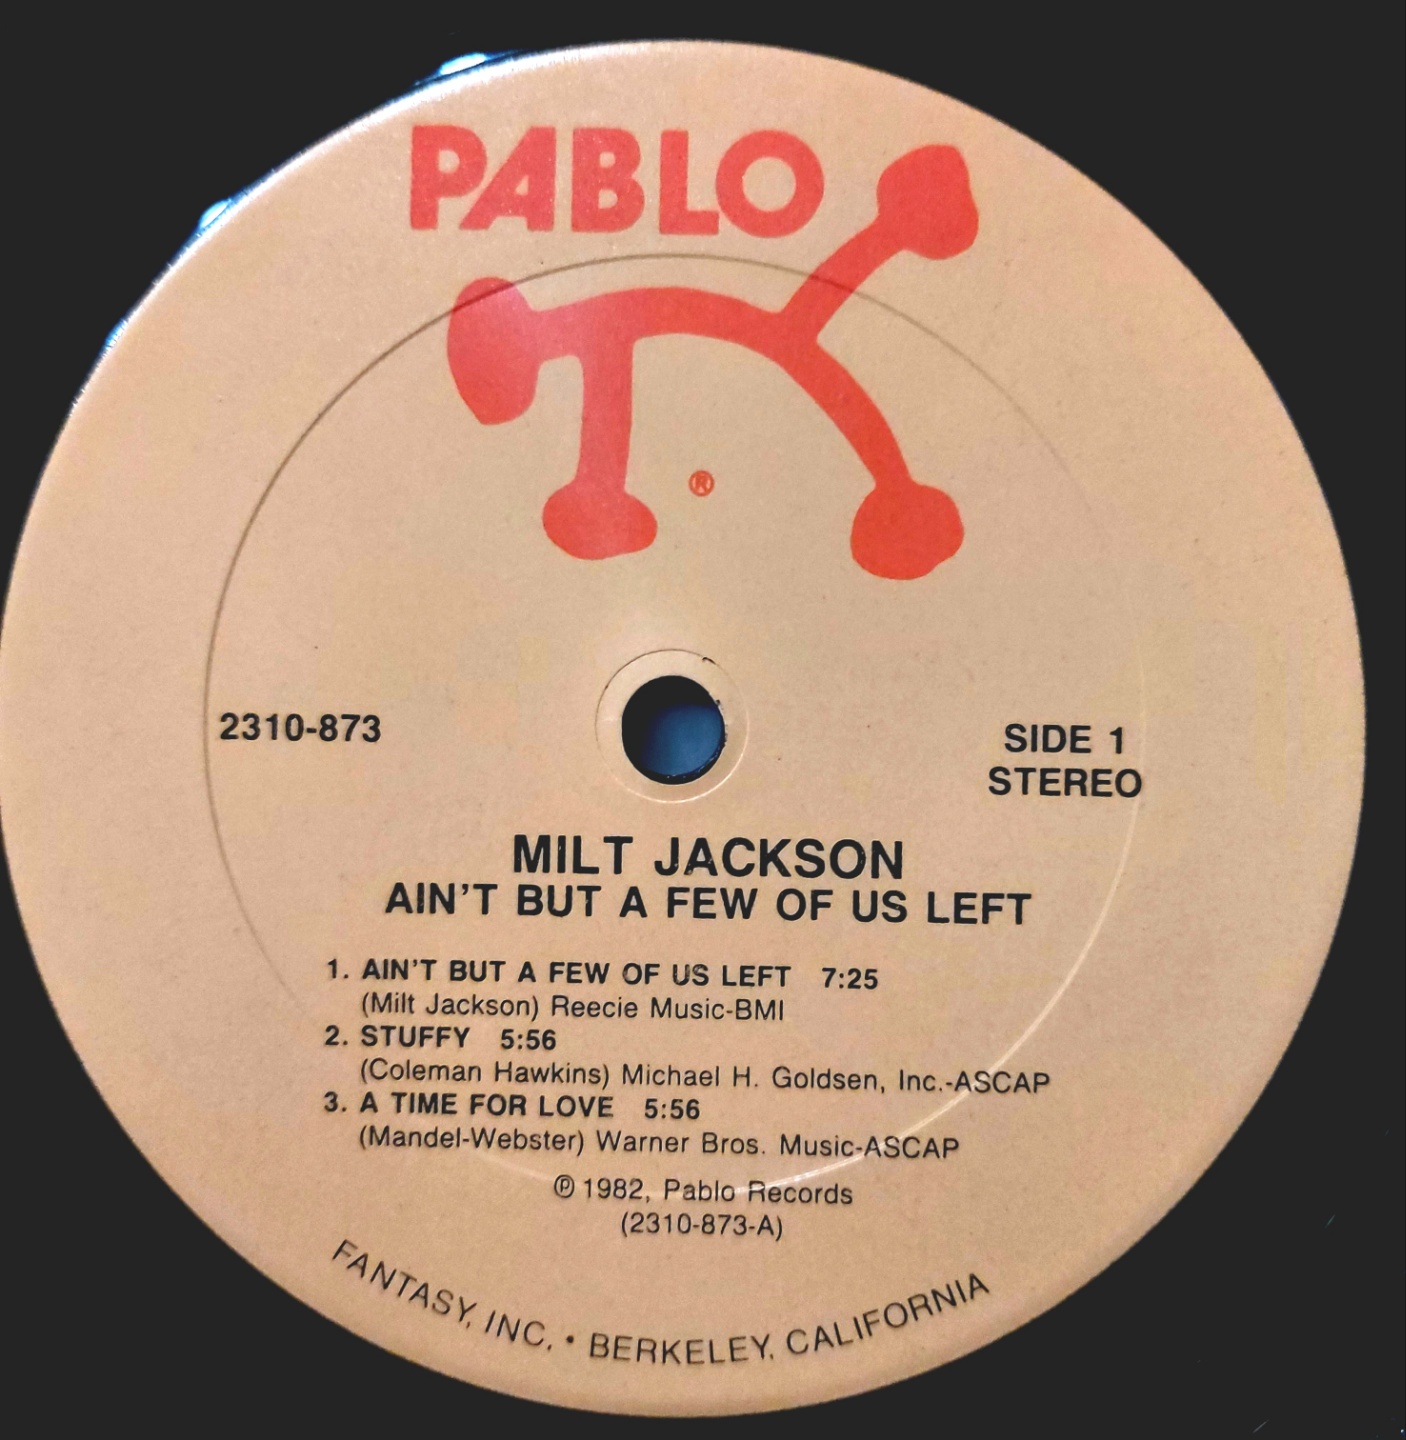 PABLO
®
2310-873
SIDE 1
STEREO
MILT JACKSON
AIN'T BUT A FEW OF US LEFT
1. AIN'T BUT A FEW OF US LEFT 7:25
(Milt Jackson) Reecie Music-BMI
2. STUFFY 5:56
(Coleman Hawkins) Michael H. Goldsen, Inc.-ASCAP
3. A TIME FOR LOVE 5:56
(Mandel-Webster) Warner Bros. Music-ASCAP
℗ 1982, Pablo Records
(2310-873-A)
FANTASY, INC. • BERKELEY, CALIFORNIA